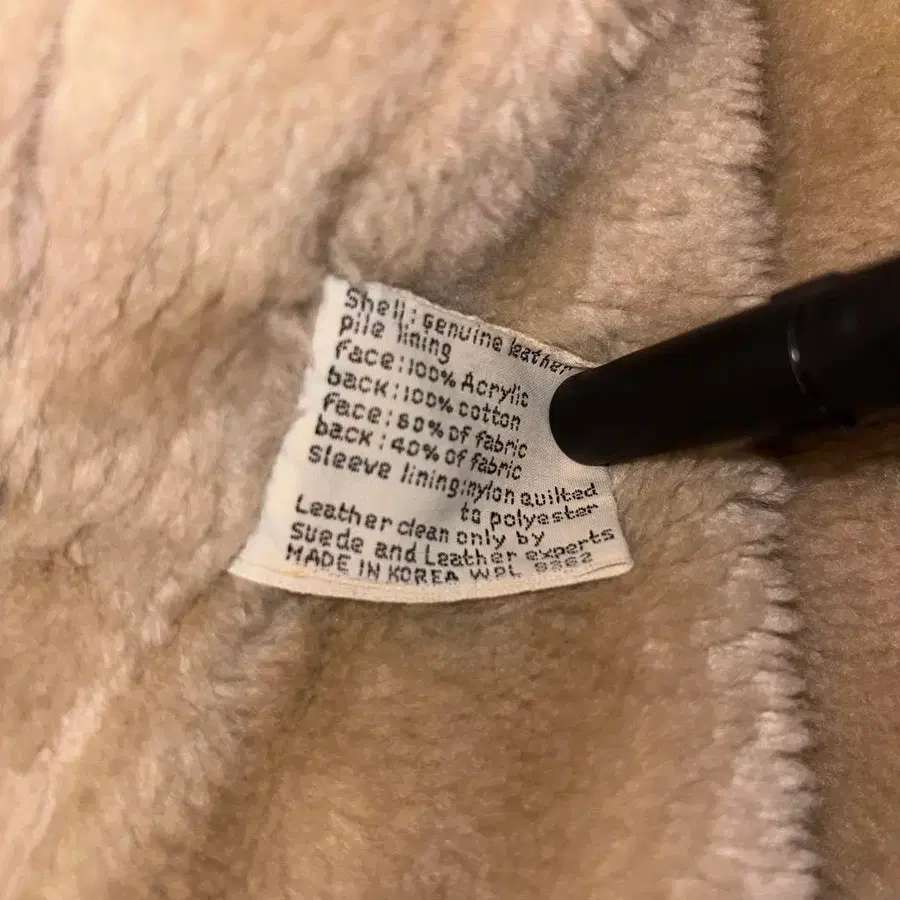 Shell: Genuine leather
pile lining
face:100% Acrylic
back:100% cotton
face:60% of fabric
back:40% of fabric
sleeve lining:nylon quilted
to polyester
Leather clean only by
Suede and Leather experts
MADE IN KOREA WPL